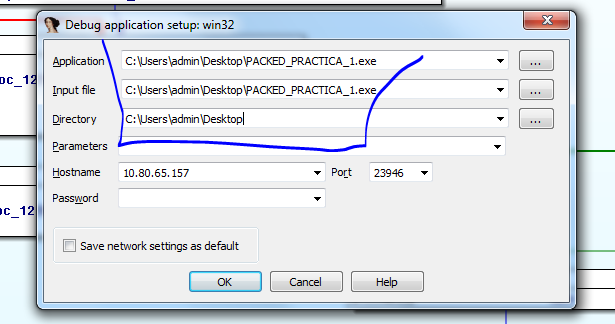 Debug application setup: win32
Application C:\Users\admin\Desktop\PACKED_PRACTICA_1.exe ...
Input file C:\Users\admin\Desktop\PACKED_PRACTICA_1.exe ...
Directory C:\Users\admin\Desktop ...
Parameters
oc_12
Hostname 10.80.65.157 Port 23946
Password
oc_12
Save network settings as default
OK Cancel Help